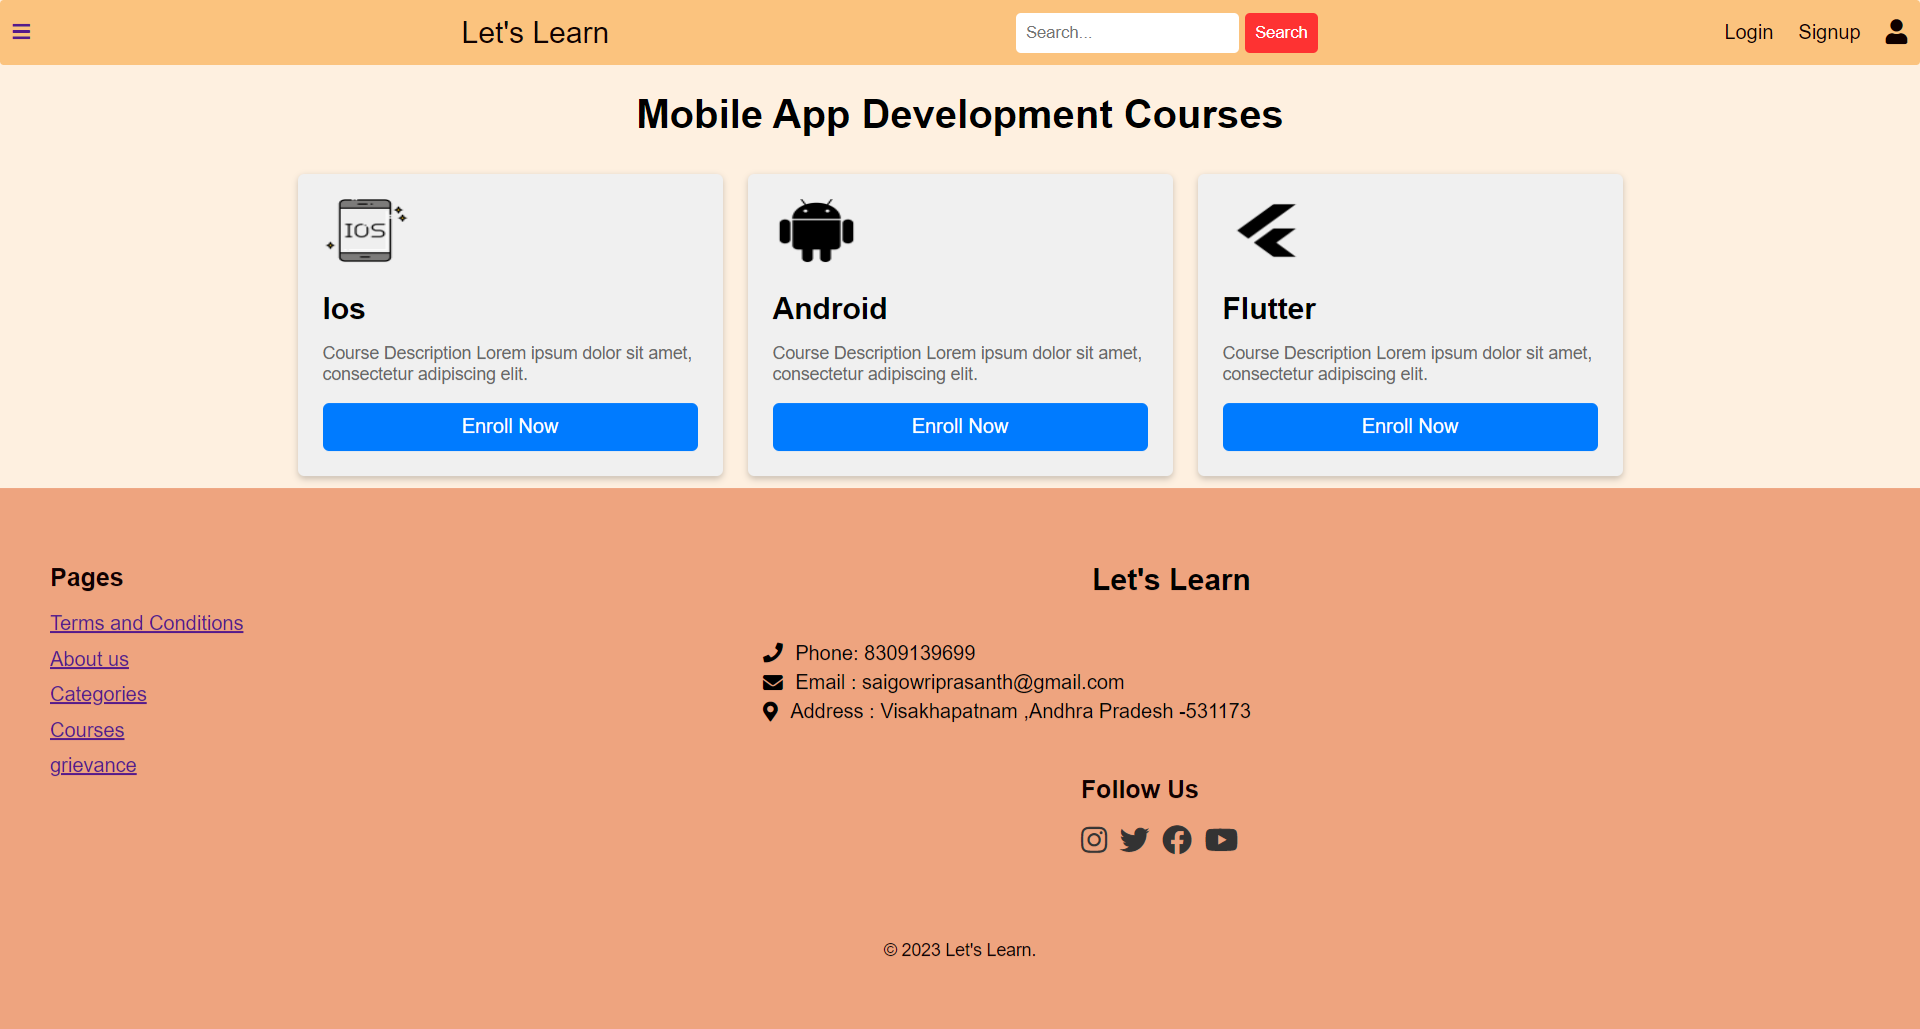 Let's Learn
Search...
Search
Login
Signup
Mobile App Development Courses
IOS
Ios
Course Description Lorem ipsum dolor sit amet,
consectetur adipiscing elit.
Enroll Now
Android
Course Description Lorem ipsum dolor sit amet,
consectetur adipiscing elit.
Enroll Now
Flutter
Course Description Lorem ipsum dolor sit amet,
consectetur adipiscing elit.
Enroll Now
Pages
Terms and Conditions
About us
Categories
Courses
grievance
Let's Learn
Phone: 8309139699
Email : saigowriprasanth@gmail.com
Address : Visakhapatnam ,Andhra Pradesh -531173
Follow Us
© 2023 Let's Learn.